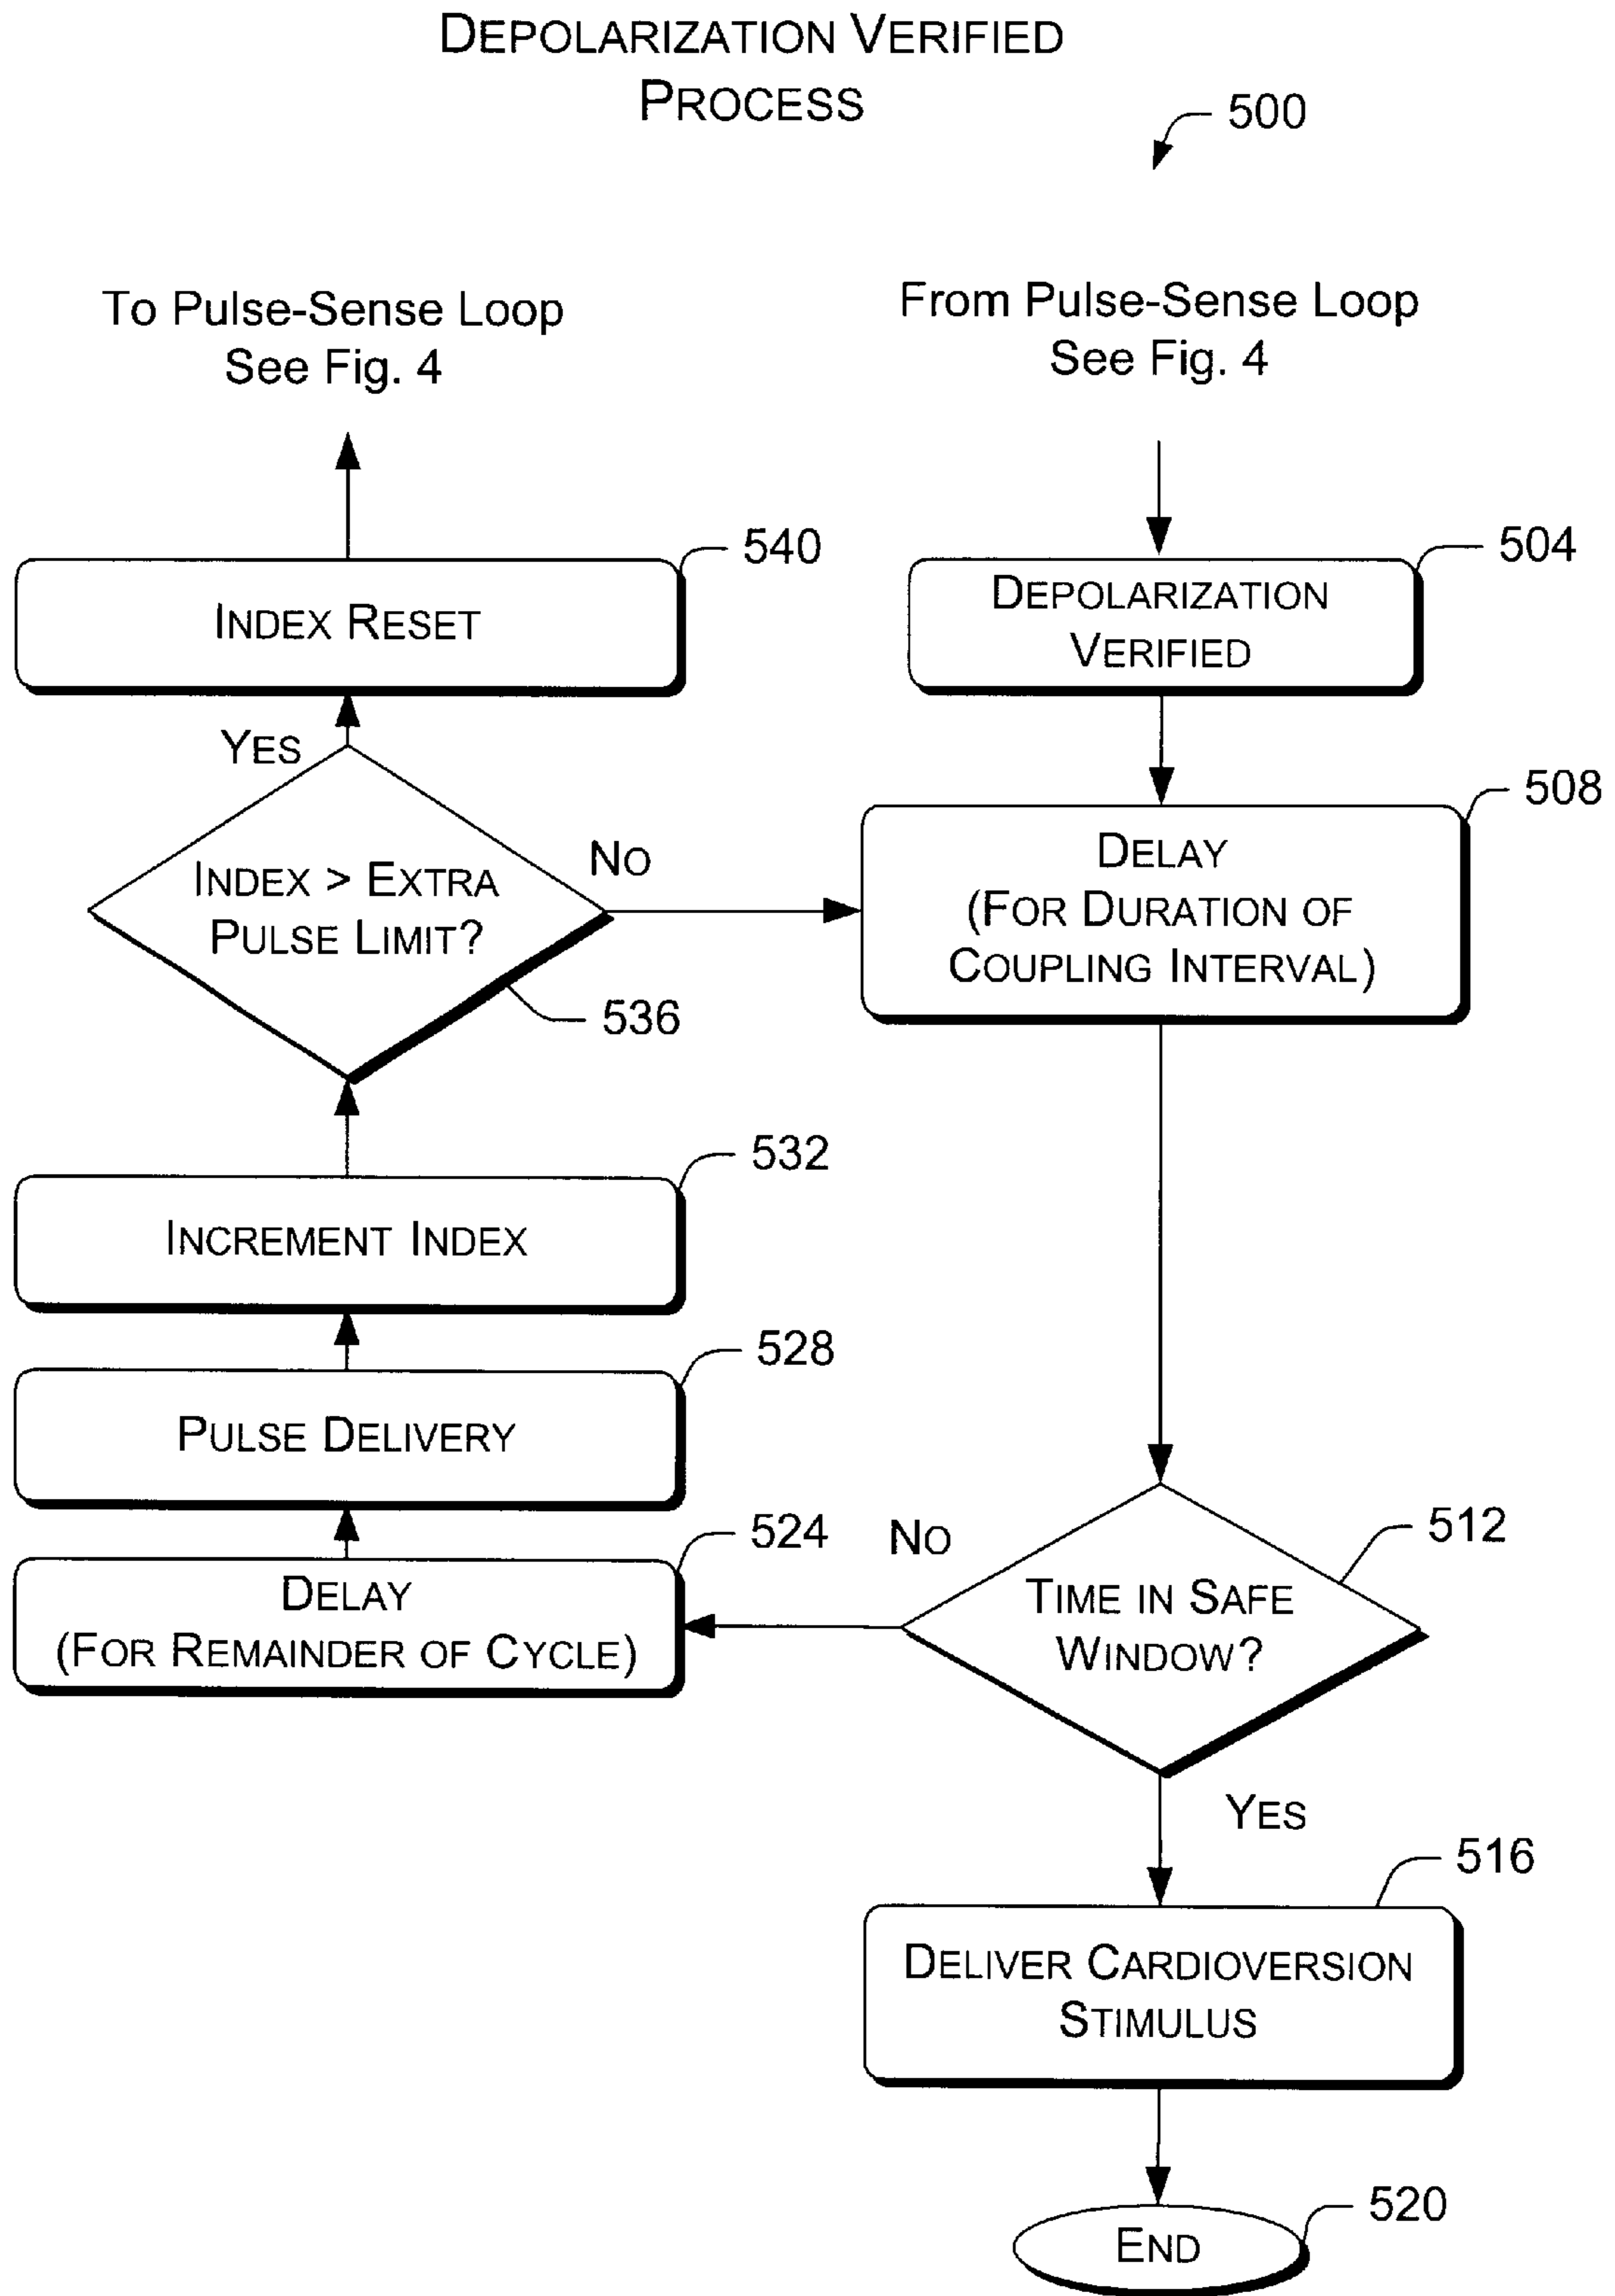 DEPOLARIZATION VERIFIED
PROCESS
500
To Pulse-Sense Loop
See Fig. 4
From Pulse-Sense Loop
See Fig. 4
540
INDEX RESET
504
DEPOLARIZATION
VERIFIED
YES
INDEX > EXTRA
PULSE LIMIT?
NO
536
508
DELAY
(FOR DURATION OF
COUPLING INTERVAL)
532
INCREMENT INDEX
528
PULSE DELIVERY
524
DELAY
(FOR REMAINDER OF CYCLE)
NO
512
TIME IN SAFE
WINDOW?
YES
516
DELIVER CARDIOVERSION
STIMULUS
520
END